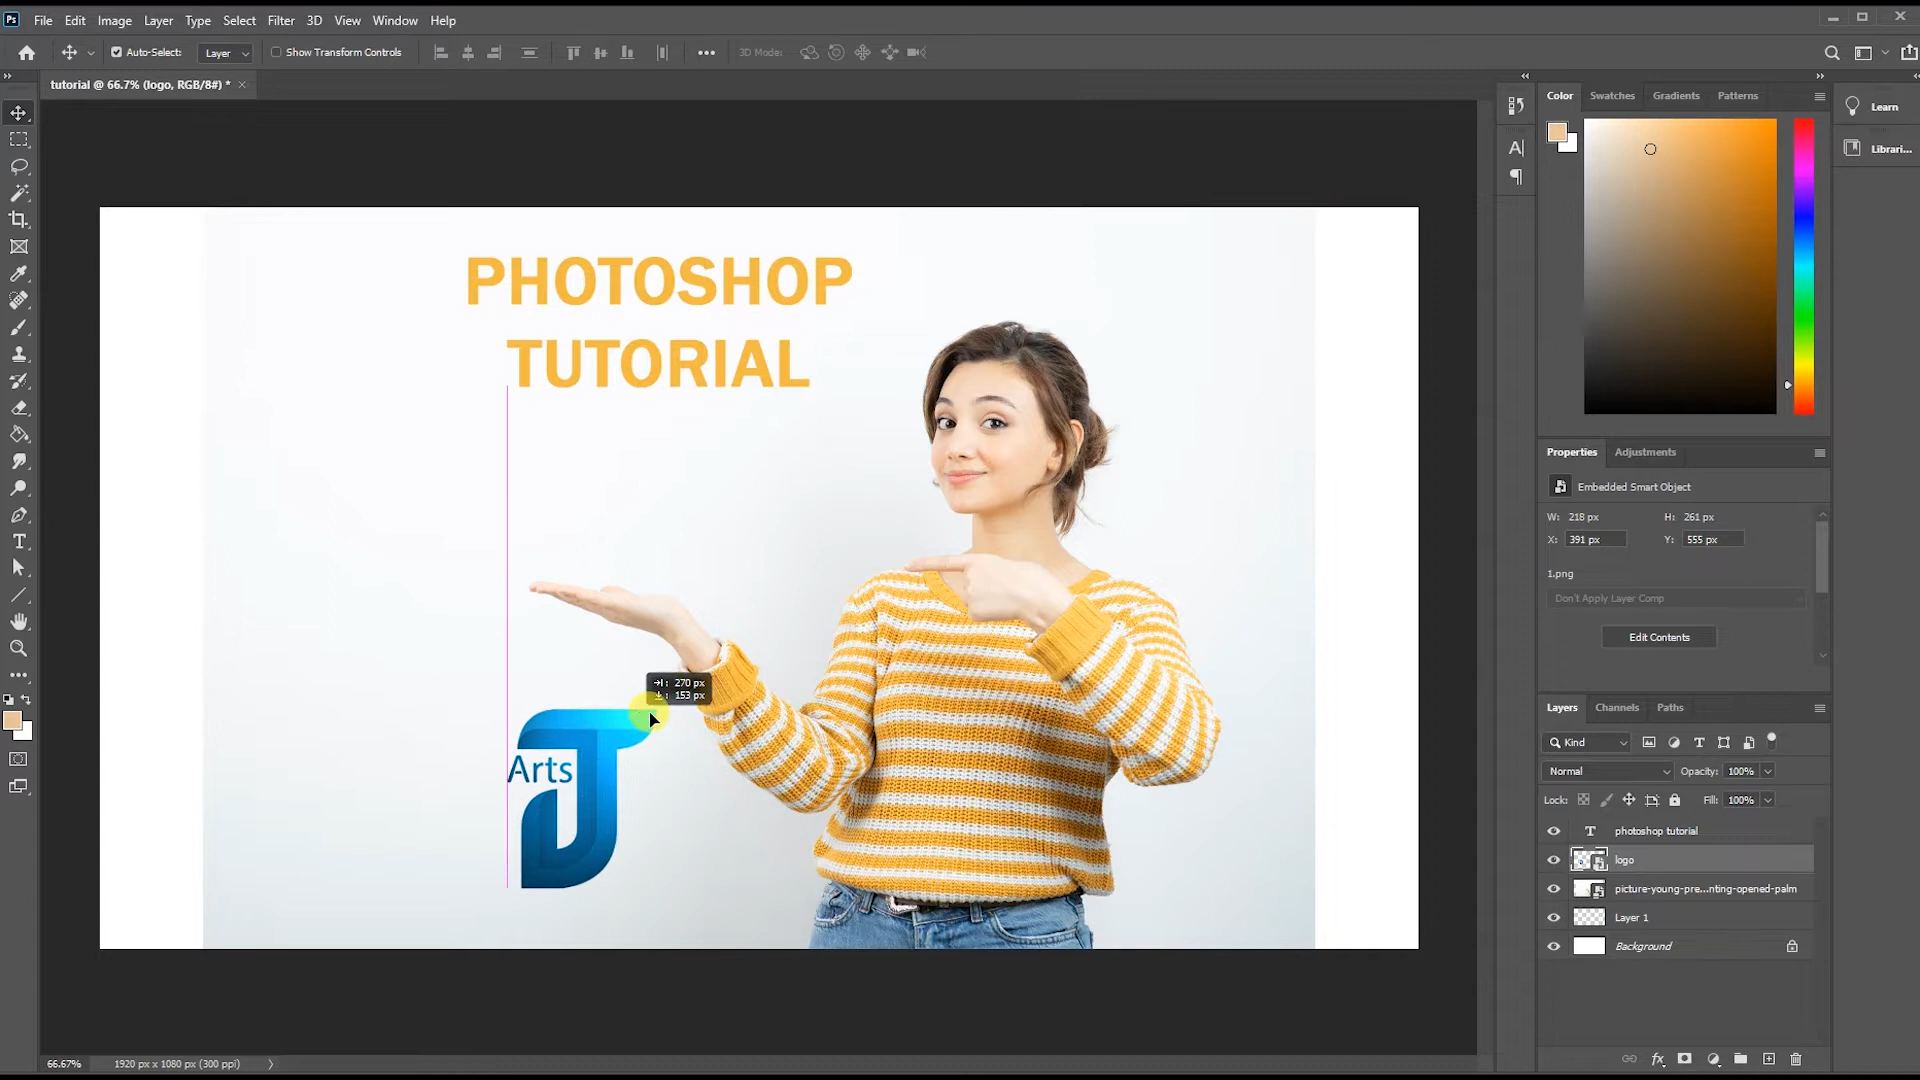 Ps File Edit Image Layer Type Select Filter 3D View Window Help
Auto-Select: Layer Show Transform Controls 3D Mode:
tutorial @ 66.7% (logo, RGB/8#) *
Color Swatches Gradients Patterns
Learn
Librari...
PHOTOSHOP
TUTORIAL
270 px
153 px
Arts
Properties Adjustments
Embedded Smart Object
W: 218 px H: 261 px
X: 391 px Y: 555 px
1.png
Don't Apply Layer Comp
Edit Contents
Layers Channels Paths
Kind
Normal Opacity: 100%
Lock: Fill: 100%
photoshop tutorial
logo
picture-young-pre...nting-opened-palm
Layer 1
Background
66.67% 1920 px x 1080 px (300 ppi)